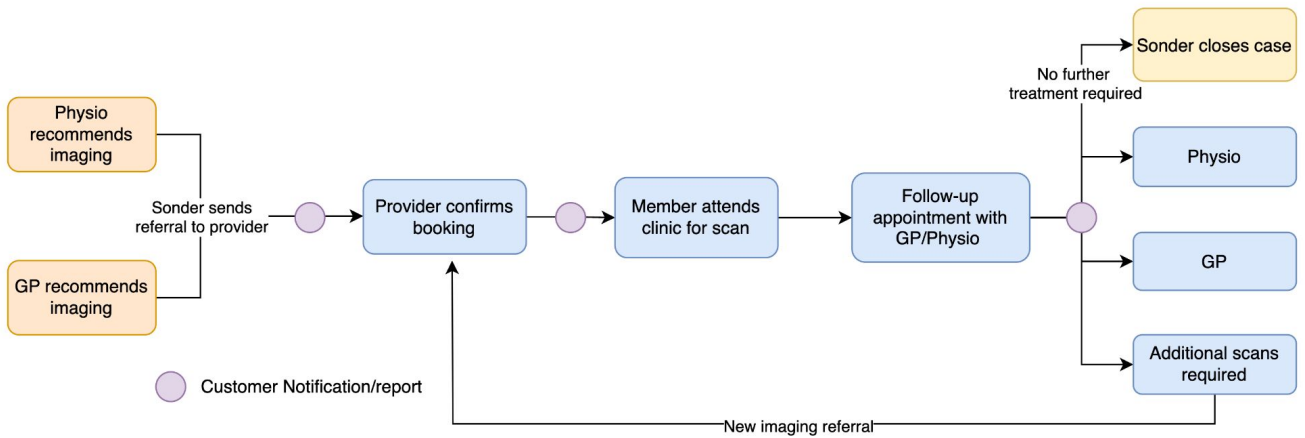 Physio
recommends
imaging
GP recommends
imaging
Sonder sends
referral to provider
Provider confirms
booking
Member attends
clinic for scan
Follow-up
appointment with
GP/Physio
No further
treatment required
Sonder closes case
Physio
GP
Additional scans
required
New imaging referral
Customer Notification/report